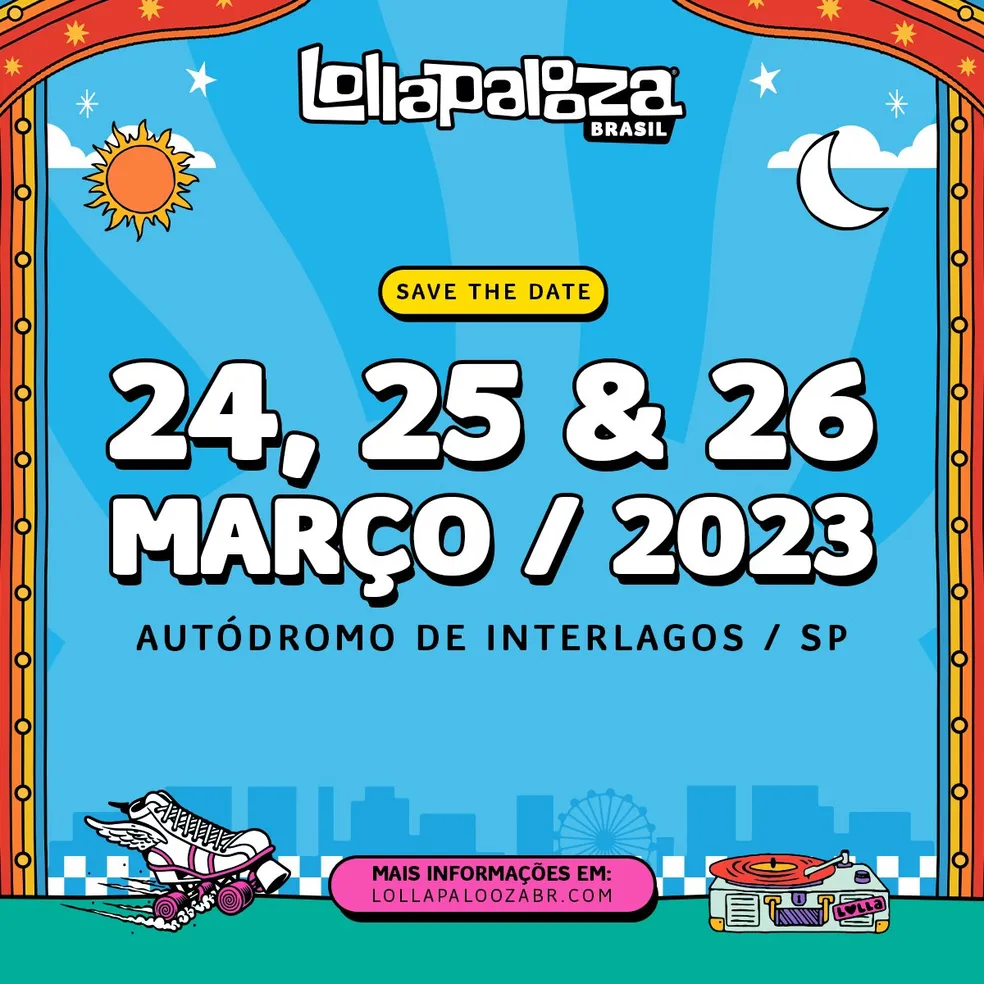 Lollapalooza
BRASIL
SAVE THE DATE
24, 25 & 26
MARÇO / 2023
AUTÓDROMO DE INTERLAGOS / SP
MAIS INFORMAÇÕES EM:
LOLLAPALOOZABR.COM
LOLLA